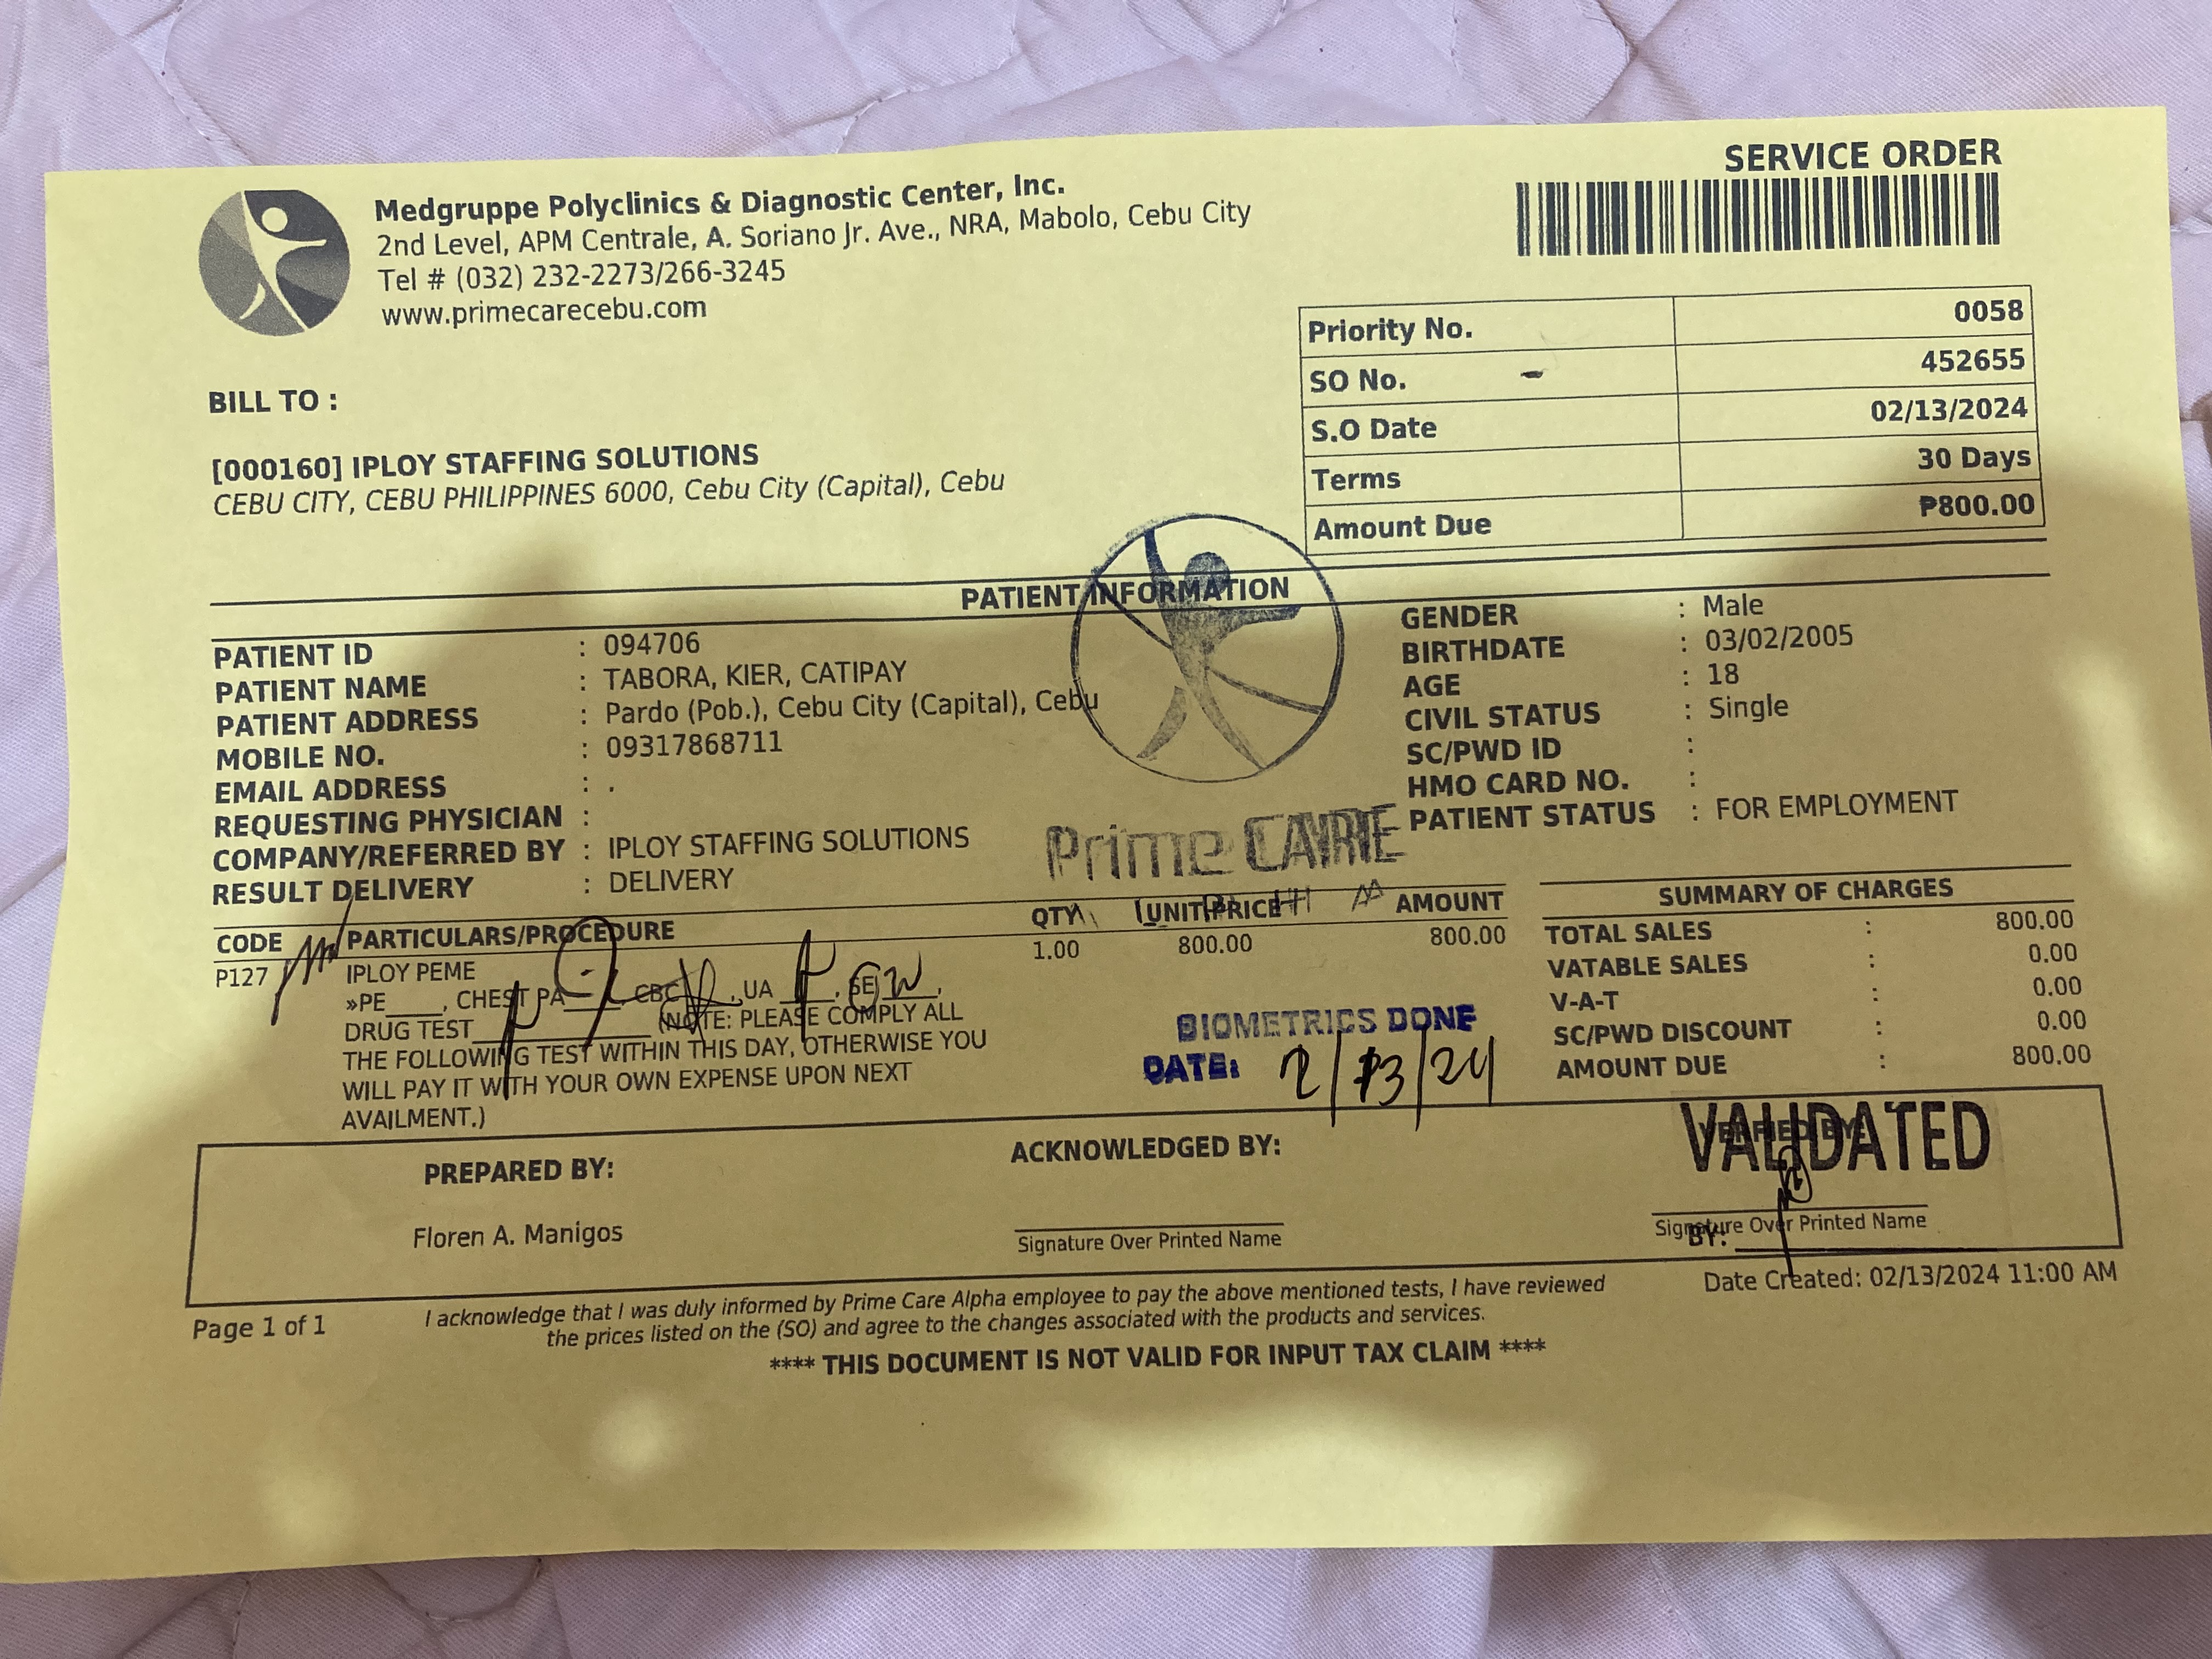 SERVICE ORDER
Medgruppe Polyclinics & Diagnostic Center, Inc.
2nd Level, APM Centrale, A. Soriano Jr. Ave., NRA, Mabolo, Cebu City
Tel # (032) 232-2273/266-3245
www.primecarecebu.com
Priority No. 0058
SO No. 452655
S.O Date 02/13/2024
Terms 30 Days
Amount Due ₱800.00
BILL TO :
[000160] IPLOY STAFFING SOLUTIONS
CEBU CITY, CEBU PHILIPPINES 6000, Cebu City (Capital), Cebu
PATIENT INFORMATION
PATIENT ID : 094706
PATIENT NAME : TABORA, KIER, CATIPAY
PATIENT ADDRESS : Pardo (Pob.), Cebu City (Capital), Cebu
MOBILE NO. : 09317868711
EMAIL ADDRESS : .
REQUESTING PHYSICIAN :
COMPANY/REFERRED BY : IPLOY STAFFING SOLUTIONS
RESULT DELIVERY : DELIVERY
GENDER : Male
BIRTHDATE : 03/02/2005
AGE : 18
CIVIL STATUS : Single
SC/PWD ID :
HMO CARD NO. :
PATIENT STATUS : FOR EMPLOYMENT
Prime CARE
CODE PARTICULARS/PROCEDURE QTY UNIT PRICE AMOUNT
P127 IPLOY PEME 1.00 800.00 800.00
»PE____, CHEST PA____, CBC____, UA ____, SE____,
DRUG TEST____________ (NOTE: PLEASE COMPLY ALL
THE FOLLOWING TEST WITHIN THIS DAY, OTHERWISE YOU
WILL PAY IT WITH YOUR OWN EXPENSE UPON NEXT
AVAILMENT.)
BIOMETRICS DONE
DATE: 2/13/24
SUMMARY OF CHARGES
TOTAL SALES : 800.00
VATABLE SALES : 0.00
V-A-T : 0.00
SC/PWD DISCOUNT : 0.00
AMOUNT DUE : 800.00
PREPARED BY:
Floren A. Manigos
ACKNOWLEDGED BY:
Signature Over Printed Name
VERIFIED BY:
VALIDATED
Signature Over Printed Name
BY:
Page 1 of 1
I acknowledge that I was duly informed by Prime Care Alpha employee to pay the above mentioned tests, I have reviewed
the prices listed on the (SO) and agree to the changes associated with the products and services.
Date Created: 02/13/2024 11:00 AM
**** THIS DOCUMENT IS NOT VALID FOR INPUT TAX CLAIM ****